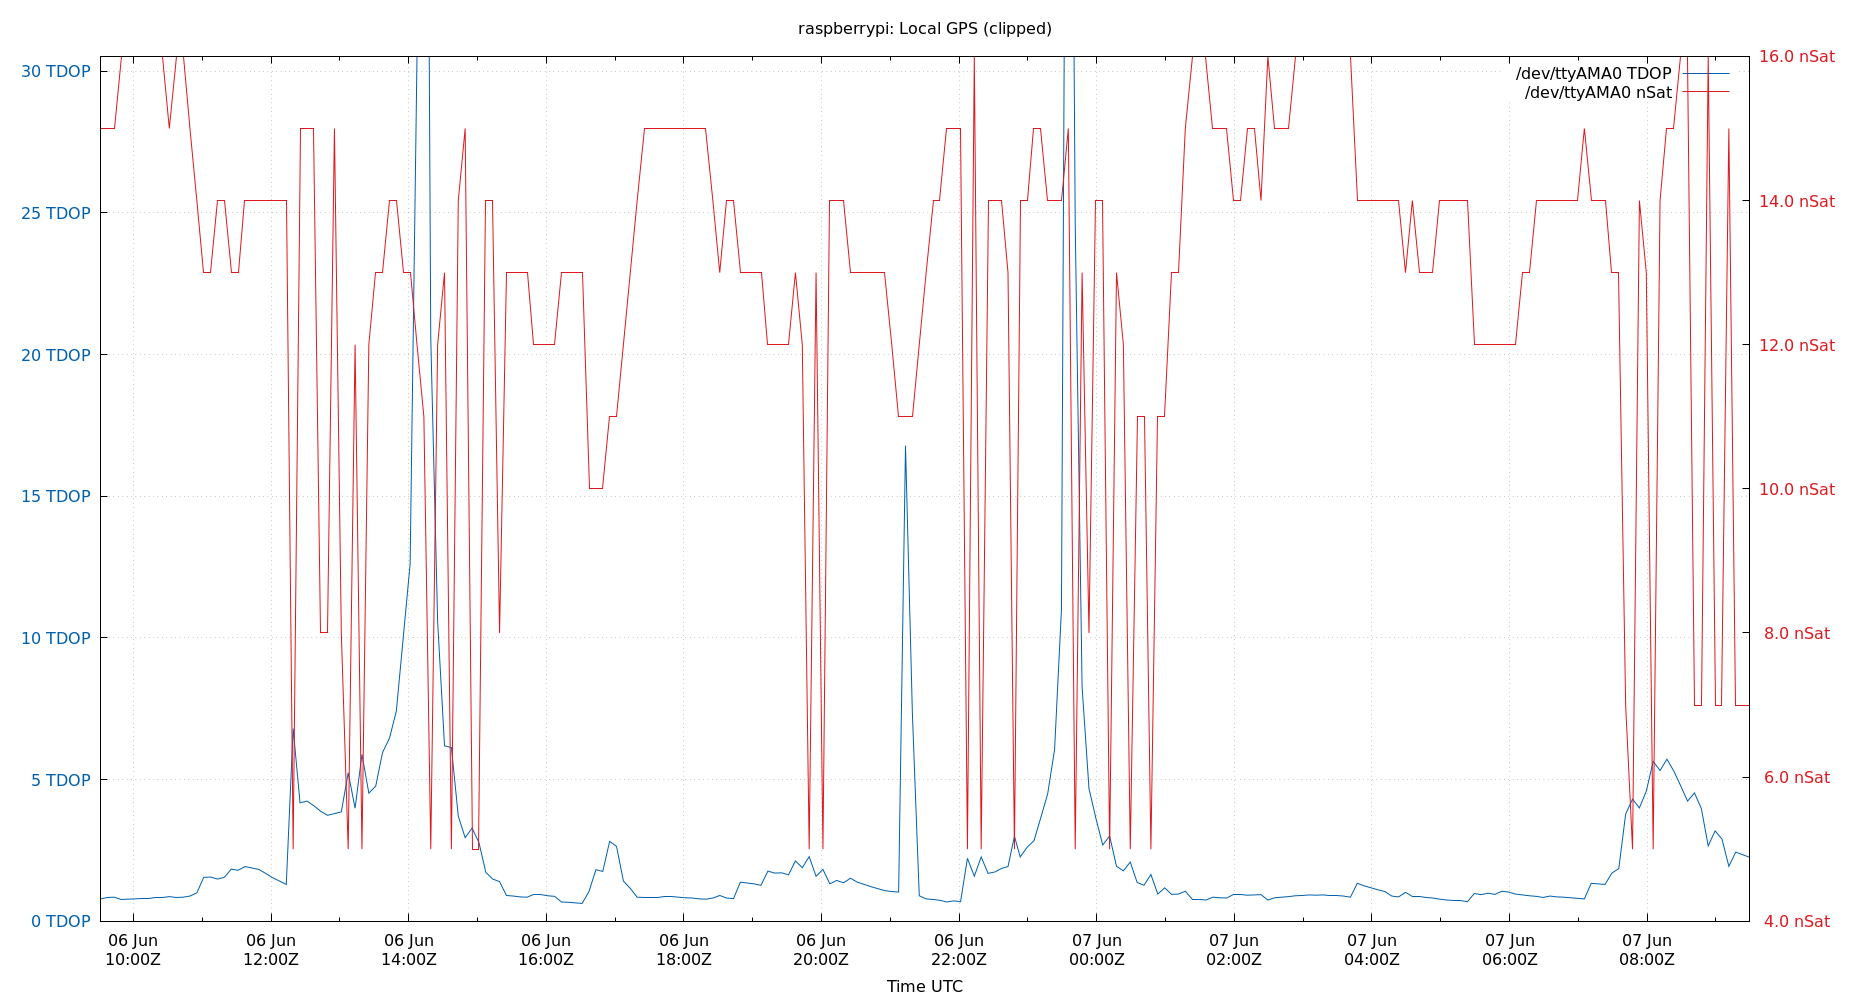 raspberrypi: Local GPS (clipped)
30 TDOP
25 TDOP
20 TDOP
15 TDOP
10 TDOP
5 TDOP
0 TDOP
/dev/ttyAMA0 TDOP
/dev/ttyAMA0 nSat
16.0 nSat
14.0 nSat
12.0 nSat
10.0 nSat
8.0 nSat
6.0 nSat
4.0 nSat
06 Jun 06 Jun 06 Jun 06 Jun 06 Jun 06 Jun 06 Jun 07 Jun 07 Jun 07 Jun 07 Jun 07 Jun
10:00Z 12:00Z 14:00Z 16:00Z 18:00Z 20:00Z 22:00Z 00:00Z 02:00Z 04:00Z 06:00Z 08:00Z
Time UTC